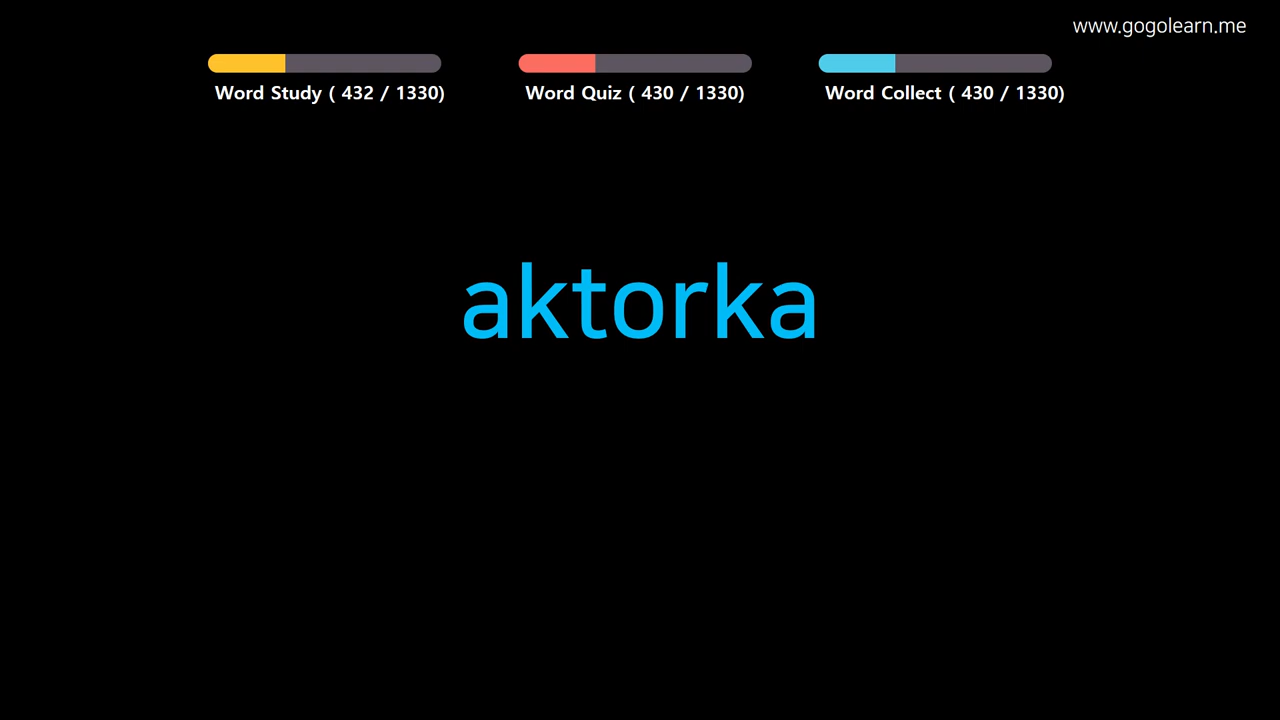 www.gogolearn.me
Word Study ( 432 / 1330)
Word Quiz ( 430 / 1330)
Word Collect ( 430 / 1330)
aktorka